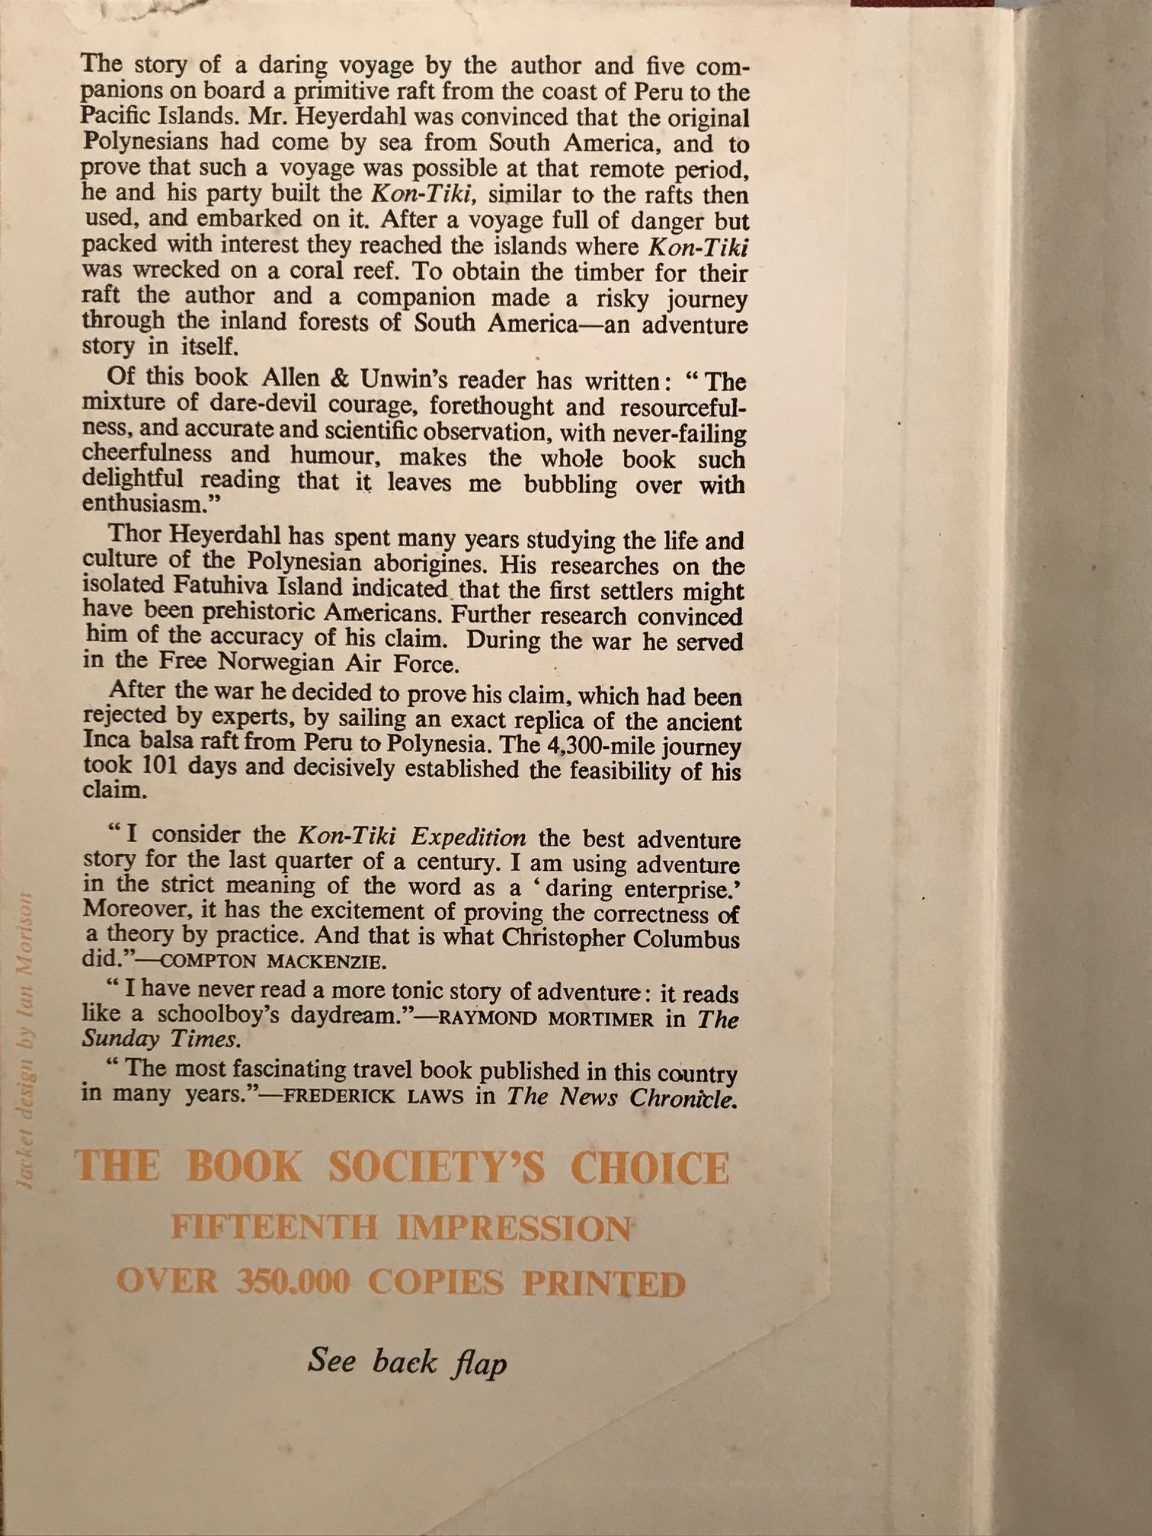 The story of a daring voyage by the author and five com-
panions on board a primitive raft from the coast of Peru to the
Pacific Islands. Mr. Heyerdahl was convinced that the original
Polynesians had come by sea from South America, and to
prove that such a voyage was possible at that remote period,
he and his party built the Kon-Tiki, similar to the rafts then
used, and embarked on it. After a voyage full of danger but
packed with interest they reached the islands where Kon-Tiki
was wrecked on a coral reef. To obtain the timber for their
raft the author and a companion made a risky journey
through the inland forests of South America—an adventure
story in itself.
Of this book Allen & Unwin's reader has written: “The
mixture of dare-devil courage, forethought and resourceful-
ness, and accurate and scientific observation, with never-failing
cheerfulness and humour, makes the whole book such
delightful reading that it leaves me bubbling over with
enthusiasm.”
Thor Heyerdahl has spent many years studying the life and
culture of the Polynesian aborigines. His researches on the
isolated Fatuhiva Island indicated that the first settlers might
have been prehistoric Americans. Further research convinced
him of the accuracy of his claim. During the war he served
in the Free Norwegian Air Force.
After the war he decided to prove his claim, which had been
rejected by experts, by sailing an exact replica of the ancient
Inca balsa raft from Peru to Polynesia. The 4,300-mile journey
took 101 days and decisively established the feasibility of his
claim.
“I consider the Kon-Tiki Expedition the best adventure
story for the last quarter of a century. I am using adventure
in the strict meaning of the word as a ‘daring enterprise.’
Moreover, it has the excitement of proving the correctness of
a theory by practice. And that is what Christopher Columbus
did.”—COMPTON MACKENZIE.
“I have never read a more tonic story of adventure: it reads
like a schoolboy's daydream.”—RAYMOND MORTIMER in The
Sunday Times.
“The most fascinating travel book published in this country
in many years.”—FREDERICK LAWS in The News Chronicle.
THE BOOK SOCIETY'S CHOICE
FIFTEENTH IMPRESSION
OVER 350.000 COPIES PRINTED
See back flap
Jacket design by Ian Morison